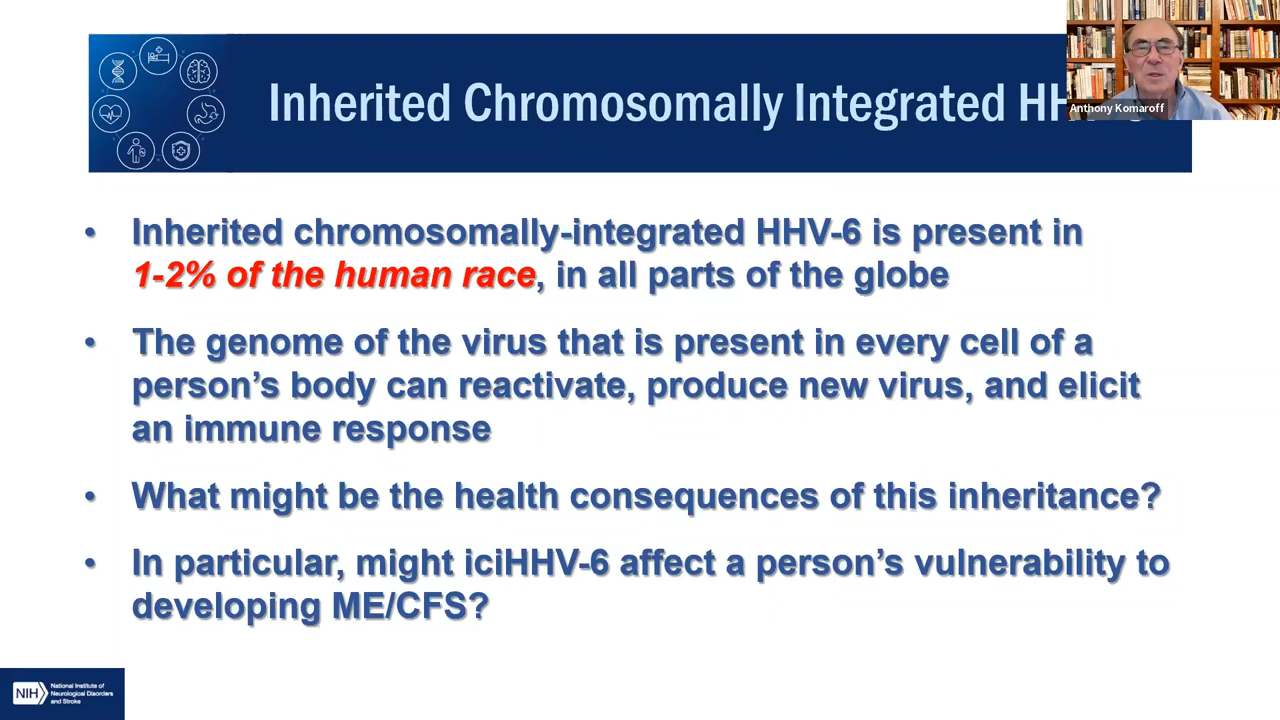 Inherited Chromosomally Integrated
Anthony Komaroff
• Inherited chromosomally-integrated HHV-6 is present in
1-2% of the human race, in all parts of the globe
• The genome of the virus that is present in every cell of a
person’s body can reactivate, produce new virus, and elicit
an immune response
• What might be the health consequences of this inheritance?
• In particular, might iciHHV-6 affect a person’s vulnerability to
developing ME/CFS?
NIH
National Institute of
Neurological Disorders
and Stroke